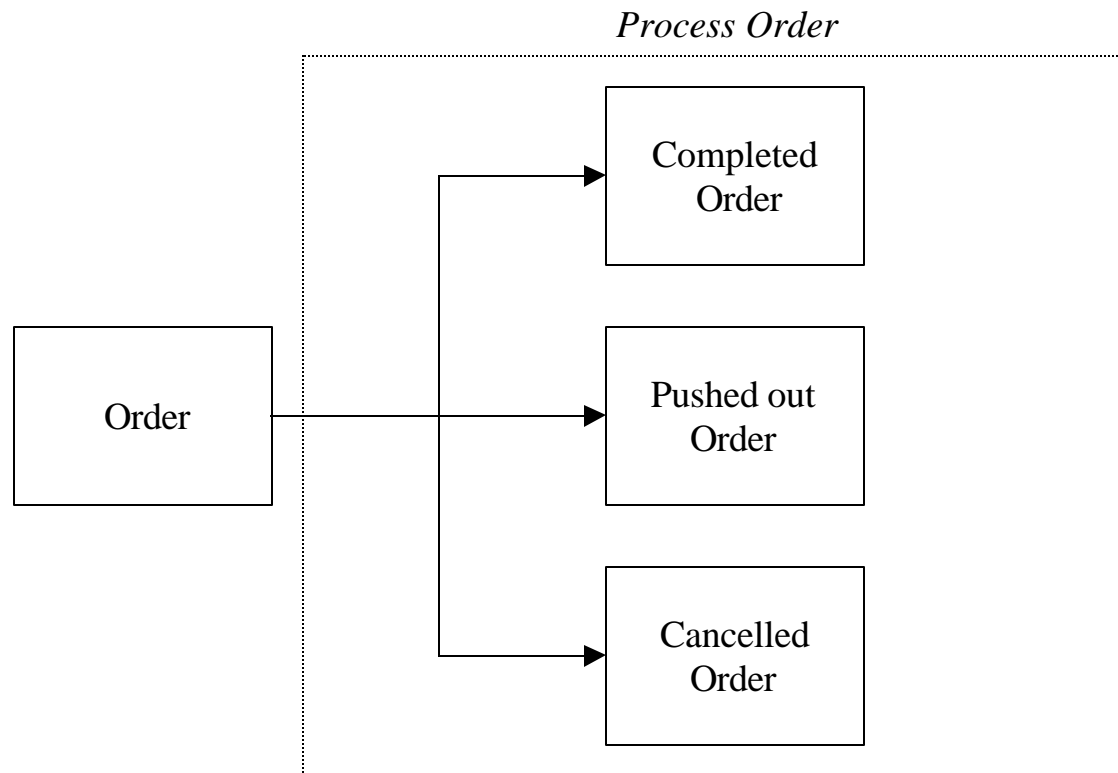 Process Order
Completed
Order
Order
Pushed out
Order
Cancelled
Order